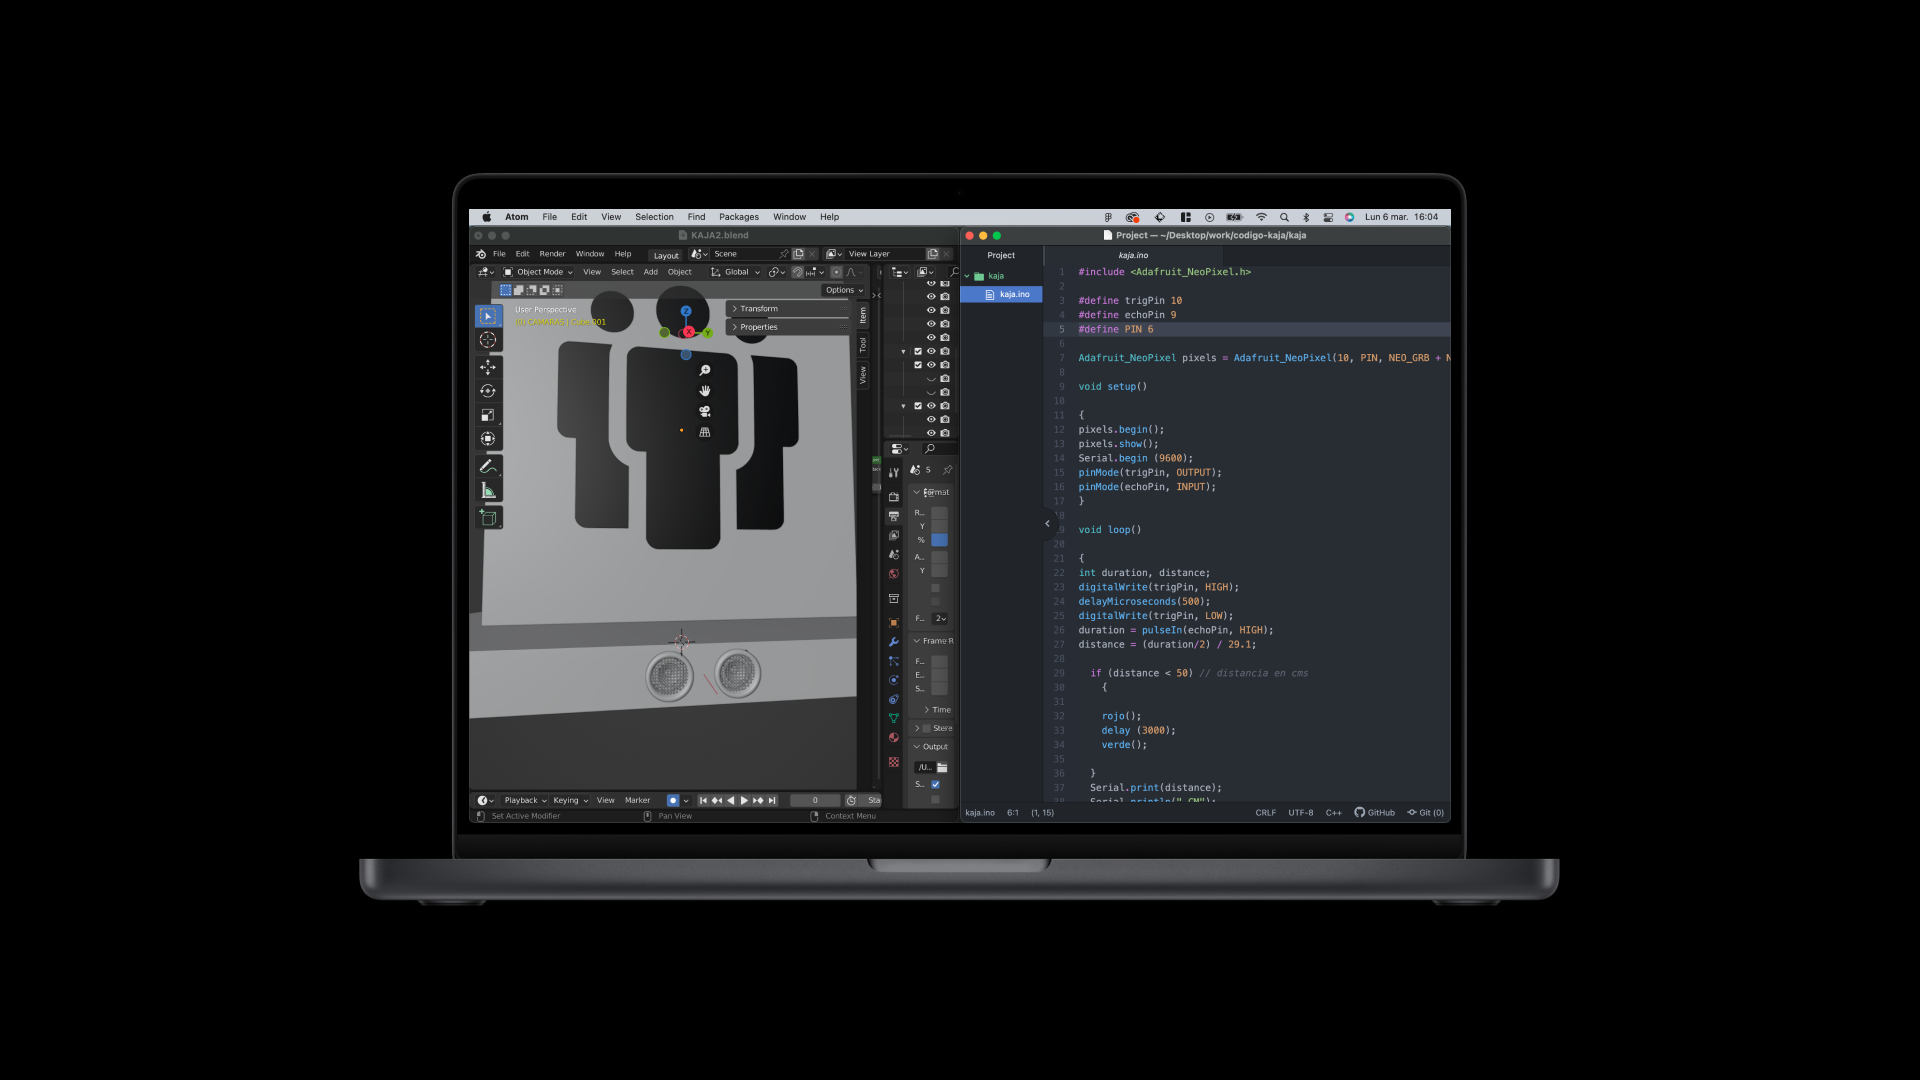 Atom File Edit View Selection Find Packages Window Help
Lun 6 mar. 16:04
KAJA2.blend
File Edit Render Window Help Layout Scene View Layer
Object Mode View Select Add Object Global
Options
User Perspective
Transform
Properties
Item
Tool
View
S
Format
R...
Y
%
A...
Y
F... 2
Frame R
F...
E...
S...
Time
Stere
Output
/U...
S...
Playback Keying View Marker 0 Sta
Set Active Modifier Pan View Context Menu
Project — ~/Desktop/work/codigo-kaja/kaja
Project
kaja
kaja.ino
kaja.ino
1 #include <Adafruit_NeoPixel.h>
2
3 #define trigPin 10
4 #define echoPin 9
5 #define PIN 6
6
7 Adafruit_NeoPixel pixels = Adafruit_NeoPixel(10, PIN, NEO_GRB + N
8
9 void setup()
10
11 {
12 pixels.begin();
13 pixels.show();
14 Serial.begin (9600);
15 pinMode(trigPin, OUTPUT);
16 pinMode(echoPin, INPUT);
17 }
18
19 void loop()
20
21 {
22 int duration, distance;
23 digitalWrite(trigPin, HIGH);
24 delayMicroseconds(500);
25 digitalWrite(trigPin, LOW);
26 duration = pulseIn(echoPin, HIGH);
27 distance = (duration/2) / 29.1;
28
29 if (distance < 50) // distancia en cms
30 {
31
32 rojo();
33 delay (3000);
34 verde();
35
36 }
37 Serial.print(distance);
38 Serial.println(" CM");
kaja.ino 6:1 (1, 15)
CRLF UTF-8 C++ GitHub Git (0)